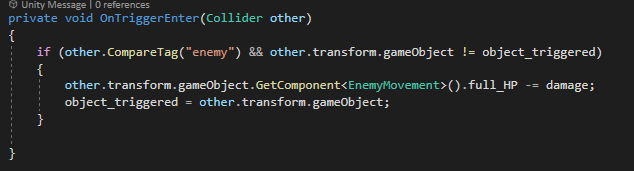 Unity Message | 0 references
private void OnTriggerEnter(Collider other)
{
if (other.CompareTag("enemy") && other.transform.gameObject != object_triggered)
{
other.transform.gameObject.GetComponent<EnemyMovement>().full_HP -= damage;
object_triggered = other.transform.gameObject;
}
}